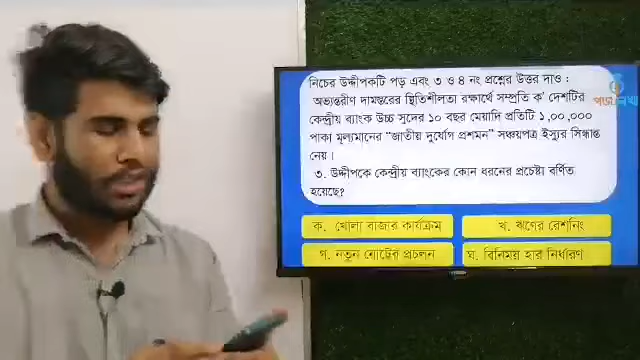 নিচের উদ্দীপকটি পড় এবং ৩ ও ৪ নং প্রশ্নের উত্তর দাও :
অভ্যন্তরীণ দামস্তরের স্থিতিশীলতা রক্ষার্থে সম্প্রতি ক' দেশটির
কেন্দ্রীয় ব্যাংক উচ্চ সুদের ১০ বছর মেয়াদি প্রতিটি ১,০০,০০০
পাকা মূল্যমানের “জাতীয় দুর্যোগ প্রশমন” সঞ্চয়পত্র ইস্যুর সিদ্ধান্ত
নেয়।
৩. উদ্দীপকে কেন্দ্রীয় ব্যাংকের কোন ধরনের প্রচেষ্টা বর্ণিত
হয়েছে?
ক. খোলা বাজার কার্যক্রম
খ. ঋণের রেশনিং
গ. নতুন নোটের প্রচলন
ঘ. বিনিময় হার নির্ধারণ